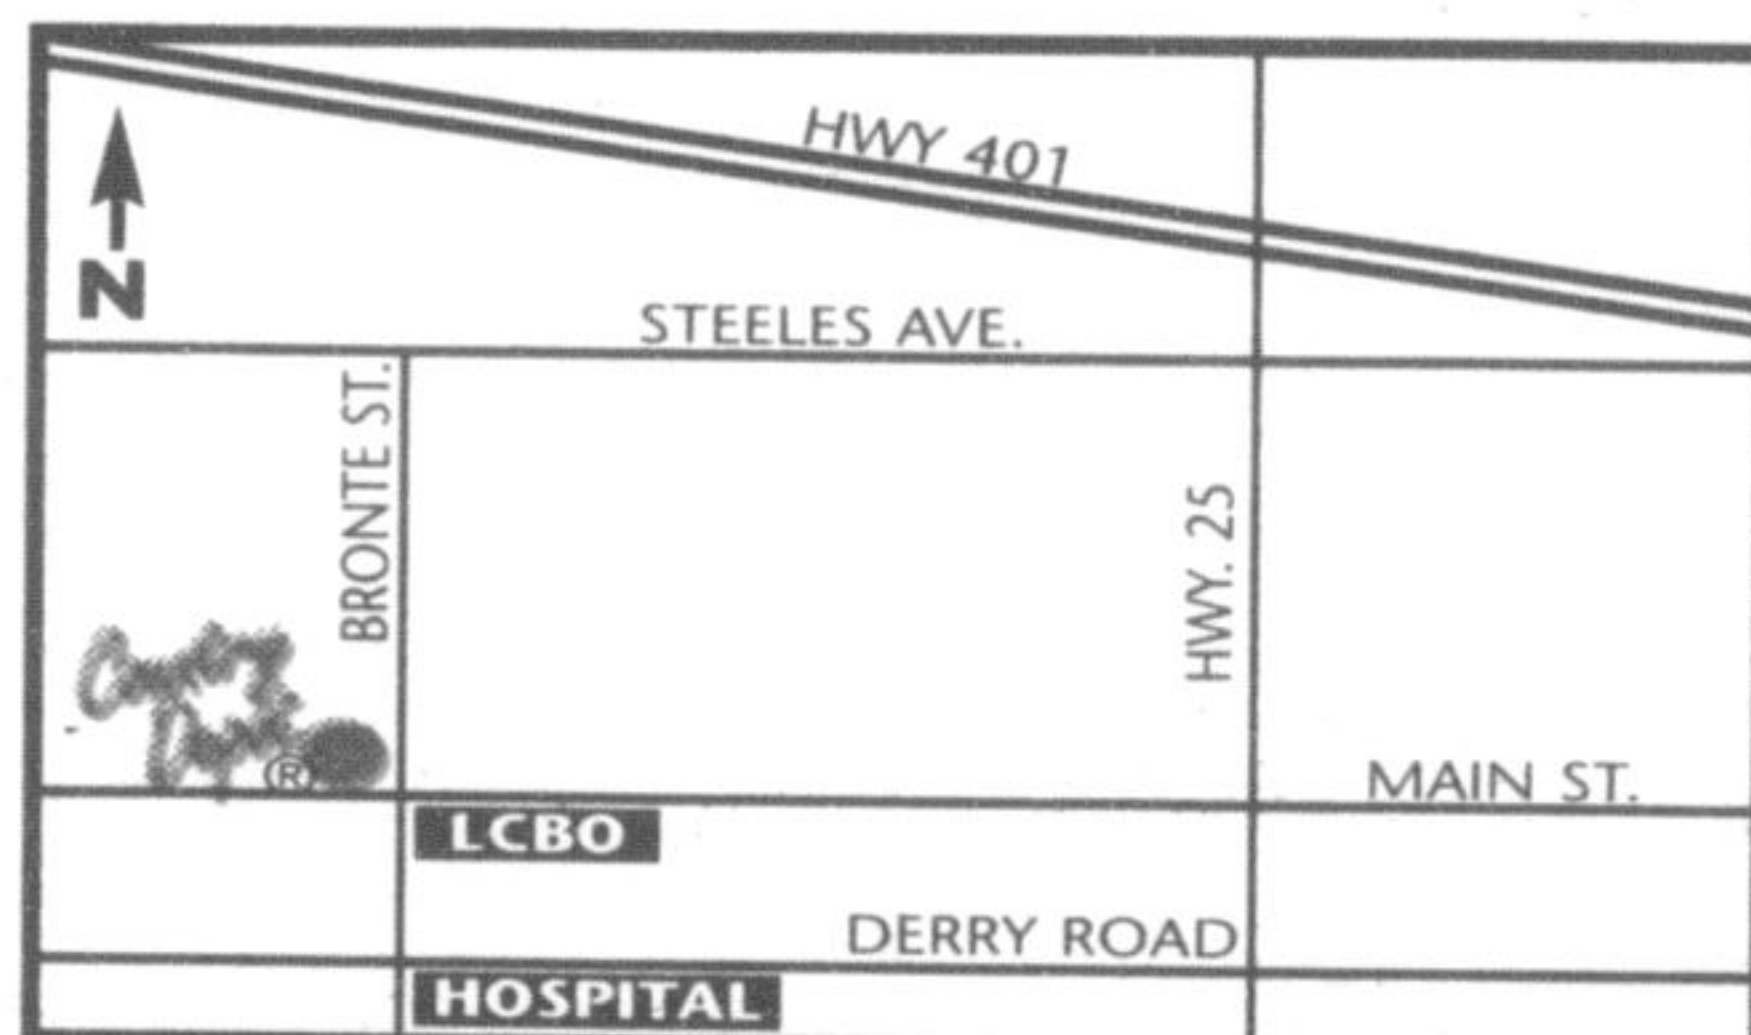 HWY 401
N
STEELES AVE.
BRONTE ST.
HWY. 25
®
MAIN ST.
LCBO
DERRY ROAD
HOSPITAL